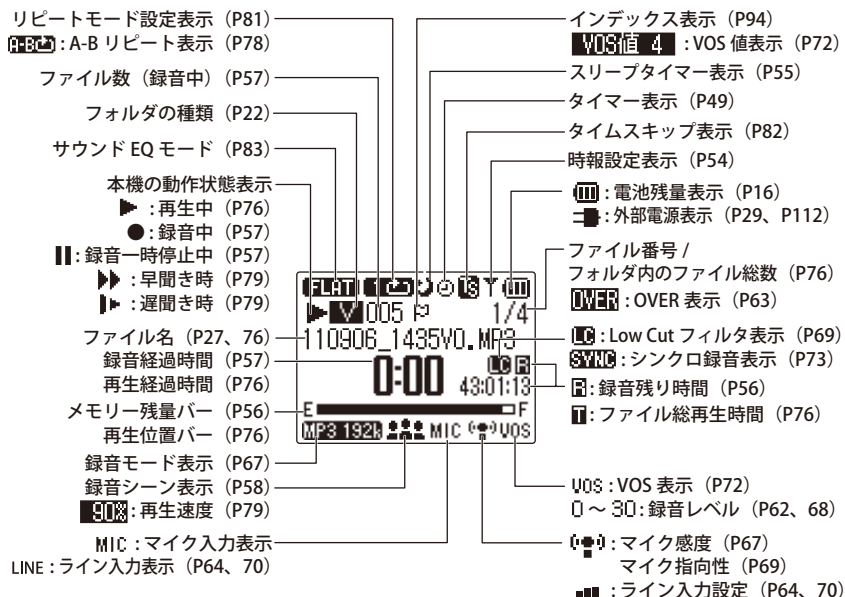 リピートモード設定表示（P81）
A-B：A-B リピート表示（P78）
ファイル数（録音中）（P57）
フォルダの種類（P22）
サウンド EQ モード（P83）
本機の動作状態表示
：再生中（P76）
：録音中（P57）
：録音一時停止中（P57）
：早聞き時（P79）
：遅聞き時（P79）
ファイル名（P27、76）
録音経過時間（P57）
再生経過時間（P76）
メモリー残量バー（P56）
再生位置バー（P76）
録音モード表示（P67）
録音シーン表示（P58）
90%：再生速度（P79）
MIC：マイク入力表示
LINE：ライン入力表示（P64、70）
FLAT 1 TS
V 005 1/4
110906_1435V0.MP3
0:00 LC R
43:01:13
E F
MP3 192k MIC VOS
インデックス表示（P94）
VOS値 4：VOS 値表示（P72）
スリープタイマー表示（P55）
タイマー表示（P49）
タイムスキップ表示（P82）
時報設定表示（P54）
：電池残量表示（P16）
：外部電源表示（P29、P112）
ファイル番号 /
フォルダ内のファイル総数（P76）
OVER：OVER 表示（P63）
LC：Low Cut フィルタ表示（P69）
SYNC：シンクロ録音表示（P73）
R：録音残り時間（P56）
T：ファイル総再生時間（P76）
VOS：VOS 表示（P72）
0～30：録音レベル（P62、68）
：マイク感度（P67）
マイク指向性（P69）
：ライン入力設定（P64、70）